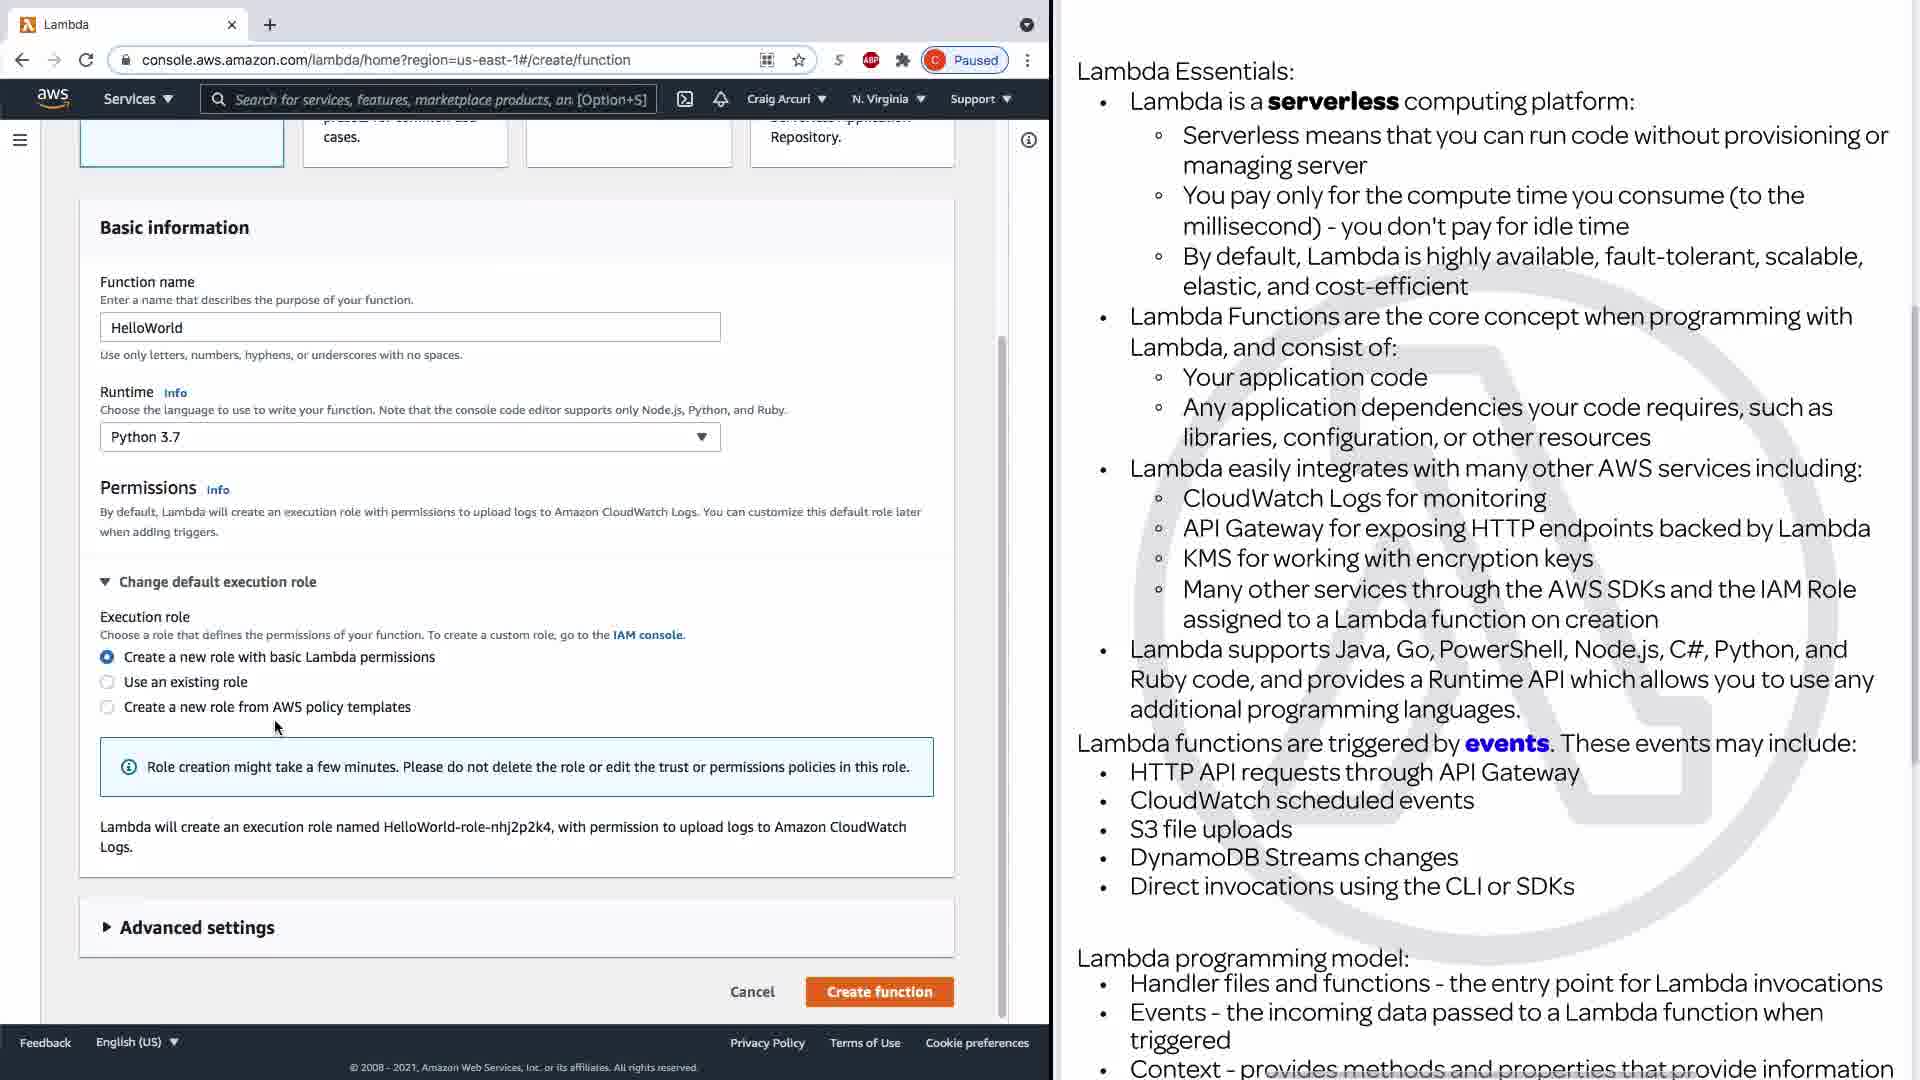 Lambda
console.aws.amazon.com/lambda/home?region=us-east-1#/create/function
ABP
C Paused
aws
Services
Search for services, features, marketplace products, an [Option+S]
Craig Arcuri
N. Virginia
Support
cases.
Repository.
Basic information
Function name
Enter a name that describes the purpose of your function.
HelloWorld
Use only letters, numbers, hyphens, or underscores with no spaces.
Runtime Info
Choose the language to use to write your function. Note that the console code editor supports only Node.js, Python, and Ruby.
Python 3.7
Permissions Info
By default, Lambda will create an execution role with permissions to upload logs to Amazon CloudWatch Logs. You can customize this default role later
when adding triggers.
Change default execution role
Execution role
Choose a role that defines the permissions of your function. To create a custom role, go to the IAM console.
Create a new role with basic Lambda permissions
Use an existing role
Create a new role from AWS policy templates
Role creation might take a few minutes. Please do not delete the role or edit the trust or permissions policies in this role.
Lambda will create an execution role named HelloWorld-role-nhj2p2k4, with permission to upload logs to Amazon CloudWatch
Logs.
Advanced settings
Cancel
Create function
Feedback
English (US)
Privacy Policy
Terms of Use
Cookie preferences
© 2008 - 2021, Amazon Web Services, Inc. or its affiliates. All rights reserved.
Lambda Essentials:
• Lambda is a serverless computing platform:
◦ Serverless means that you can run code without provisioning or
managing server
◦ You pay only for the compute time you consume (to the
millisecond) - you don't pay for idle time
◦ By default, Lambda is highly available, fault-tolerant, scalable,
elastic, and cost-efficient
• Lambda Functions are the core concept when programming with
Lambda, and consist of:
◦ Your application code
◦ Any application dependencies your code requires, such as
libraries, configuration, or other resources
• Lambda easily integrates with many other AWS services including:
◦ CloudWatch Logs for monitoring
◦ API Gateway for exposing HTTP endpoints backed by Lambda
◦ KMS for working with encryption keys
◦ Many other services through the AWS SDKs and the IAM Role
assigned to a Lambda function on creation
• Lambda supports Java, Go, PowerShell, Node.js, C#, Python, and
Ruby code, and provides a Runtime API which allows you to use any
additional programming languages.
Lambda functions are triggered by events. These events may include:
• HTTP API requests through API Gateway
• CloudWatch scheduled events
• S3 file uploads
• DynamoDB Streams changes
• Direct invocations using the CLI or SDKs
Lambda programming model:
• Handler files and functions - the entry point for Lambda invocations
• Events - the incoming data passed to a Lambda function when
triggered
• Context - provides methods and properties that provide information